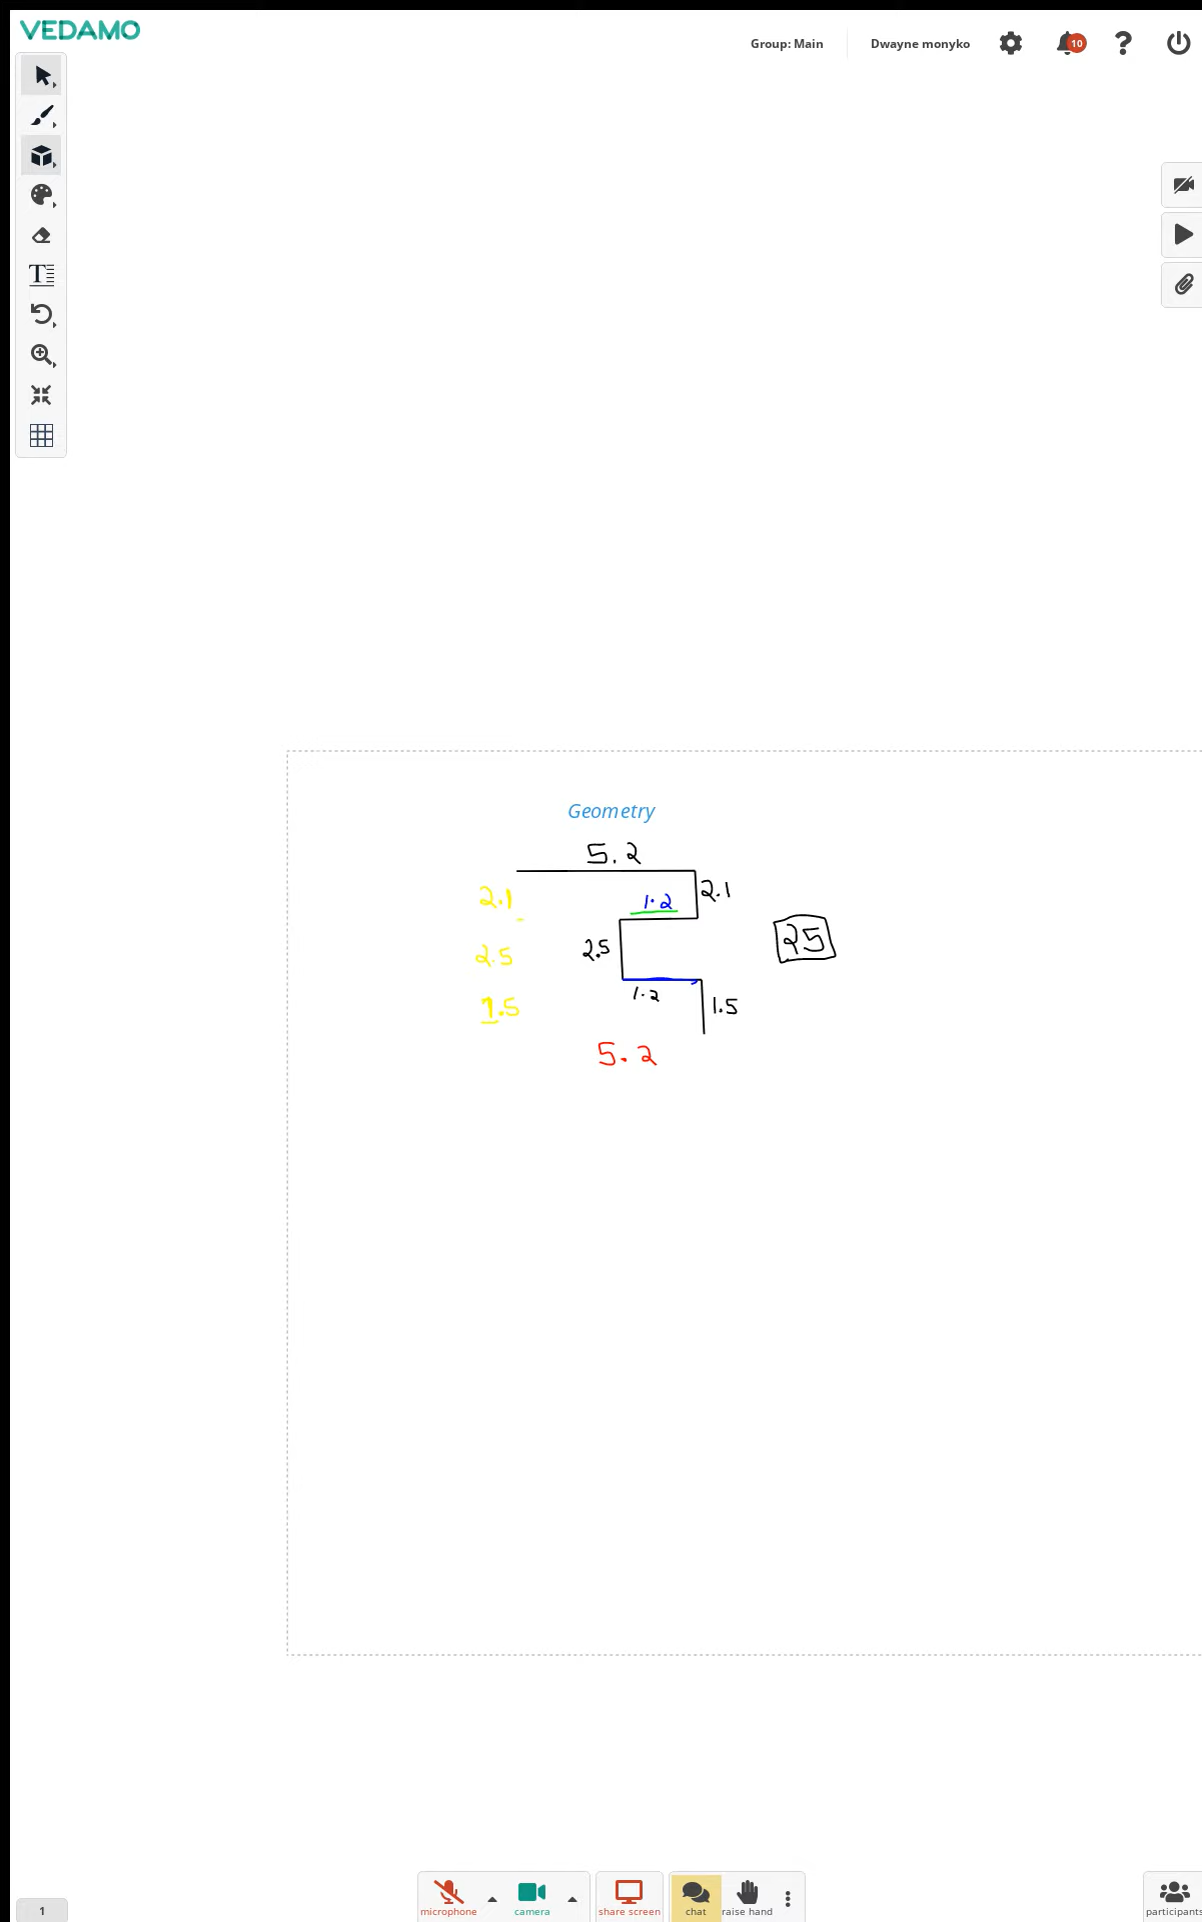 VEDAMO
Group: Main
Dwayne monyko
10
Geometry
5.2
2.1
1.2
2.1
2.5
2.5
25
1.2
1.5
1.5
5.2
1
microphone
camera
share screen
chat
raise hand
participants